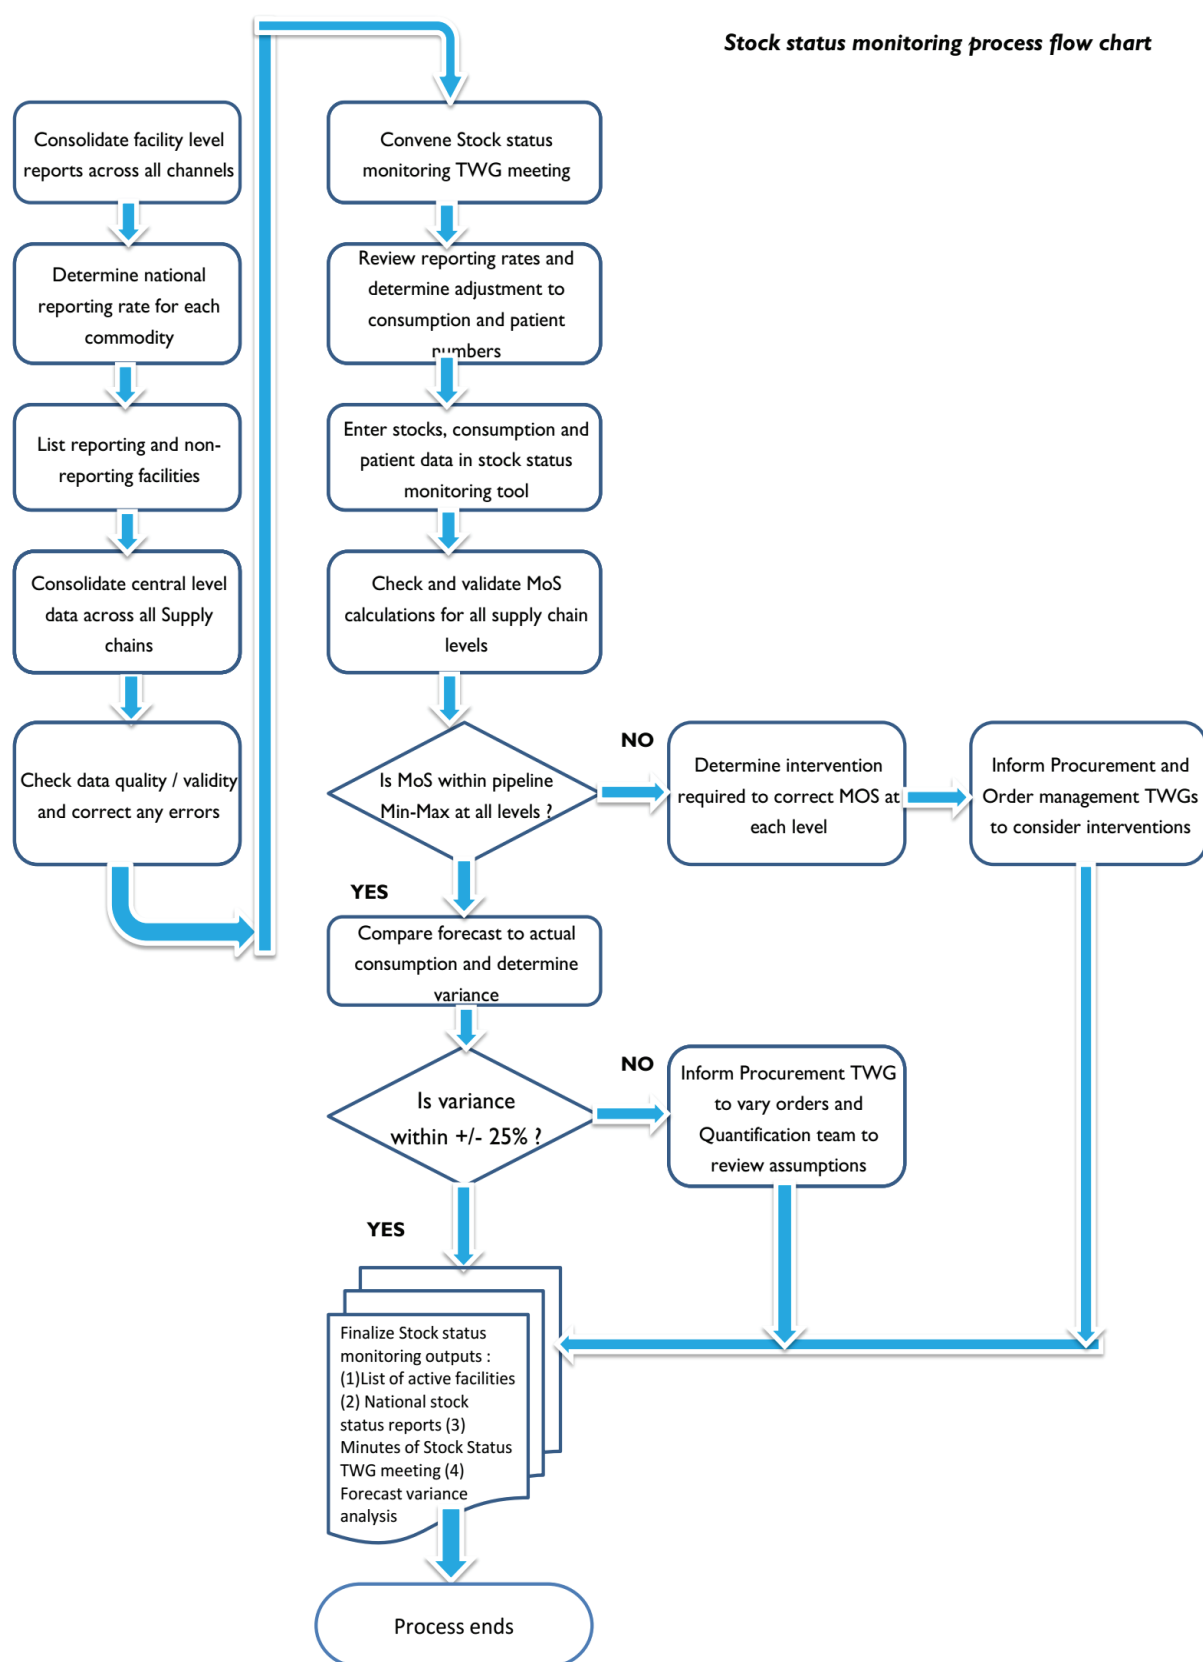 Stock status monitoring process flow chart
Consolidate facility level
reports across all channels
Determine national
reporting rate for each
commodity
List reporting and non-
reporting facilities
Consolidate central level
data across all Supply
chains
Check data quality / validity
and correct any errors
Convene Stock status
monitoring TWG meeting
Review reporting rates and
determine adjustment to
consumption and patient
numbers
Enter stocks, consumption and
patient data in stock status
monitoring tool
Check and validate MoS
calculations for all supply chain
levels
Is MoS within pipeline
Min-Max at all levels ?
NO
Determine intervention
required to correct MOS at
each level
Inform Procurement and
Order management TWGs
to consider interventions
YES
Compare forecast to actual
consumption and determine
variance
Is variance
within +/- 25% ?
NO
Inform Procurement TWG
to vary orders and
Quantification team to
review assumptions
YES
Finalize Stock status
monitoring outputs :
(1)List of active facilities
(2) National stock
status reports (3)
Minutes of Stock Status
TWG meeting (4)
Forecast variance
analysis
Process ends